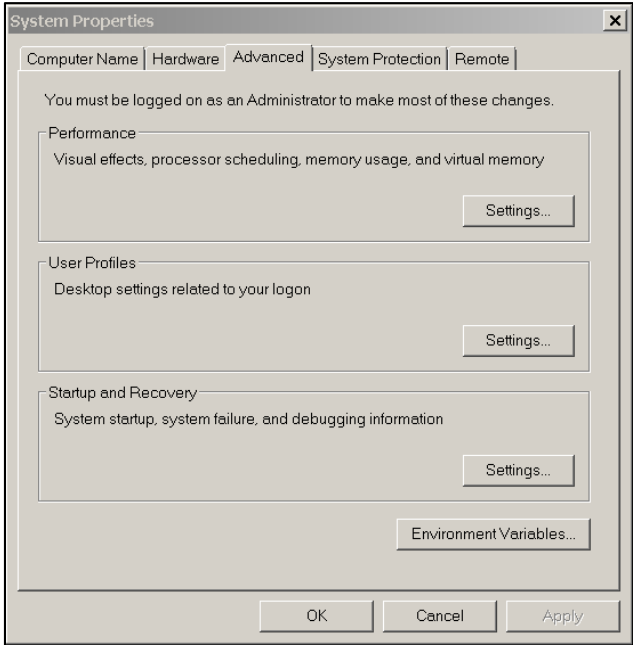 System Properties
Computer Name Hardware Advanced System Protection Remote
You must be logged on as an Administrator to make most of these changes.
Performance
Visual effects, processor scheduling, memory usage, and virtual memory
Settings...
User Profiles
Desktop settings related to your logon
Settings...
Startup and Recovery
System startup, system failure, and debugging information
Settings...
Environment Variables...
OK Cancel Apply